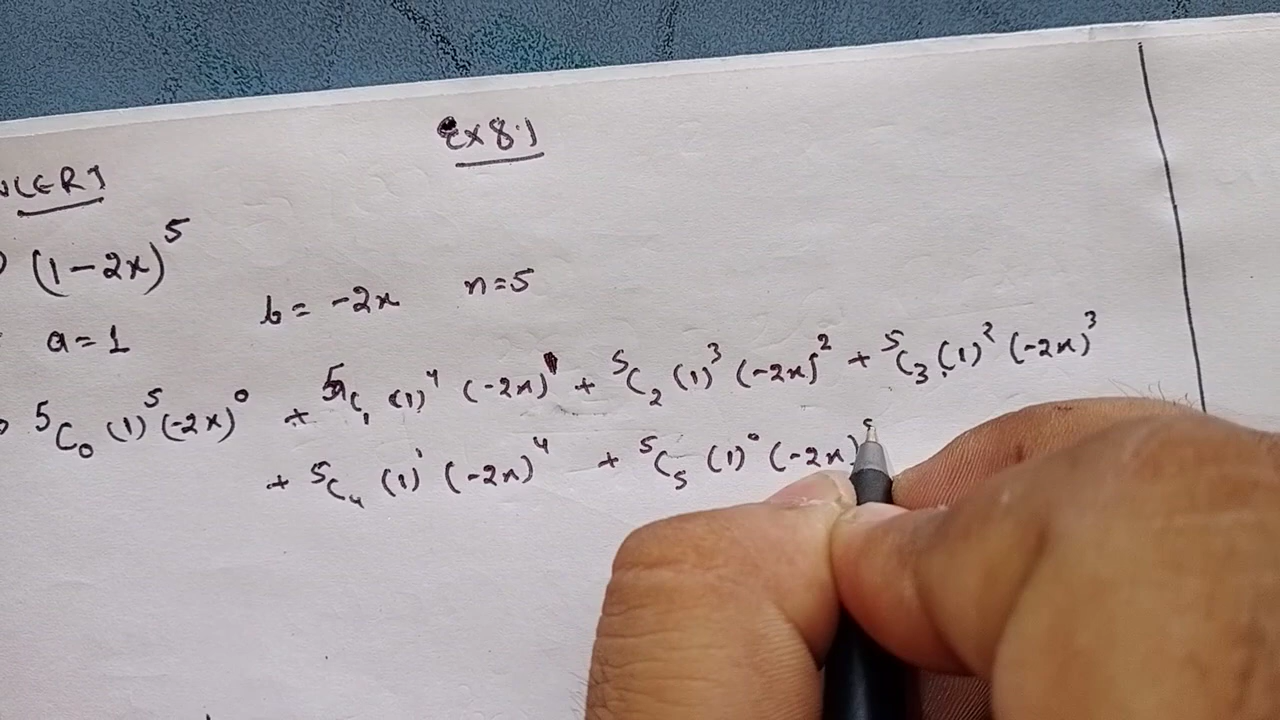 Ex 8.1
NCERT
) (1-2x)⁵
a=1 b= -2x n=5
⁵C₀ (1)⁵(-2x)⁰ + ⁵C₁ (1)⁴ (-2x)¹ + ⁵C₂ (1)³ (-2x)² + ⁵C₃ (1)² (-2x)³
+ ⁵C₄ (1)¹ (-2x)⁴ + ⁵C₅ (1)⁰ (-2x)⁵